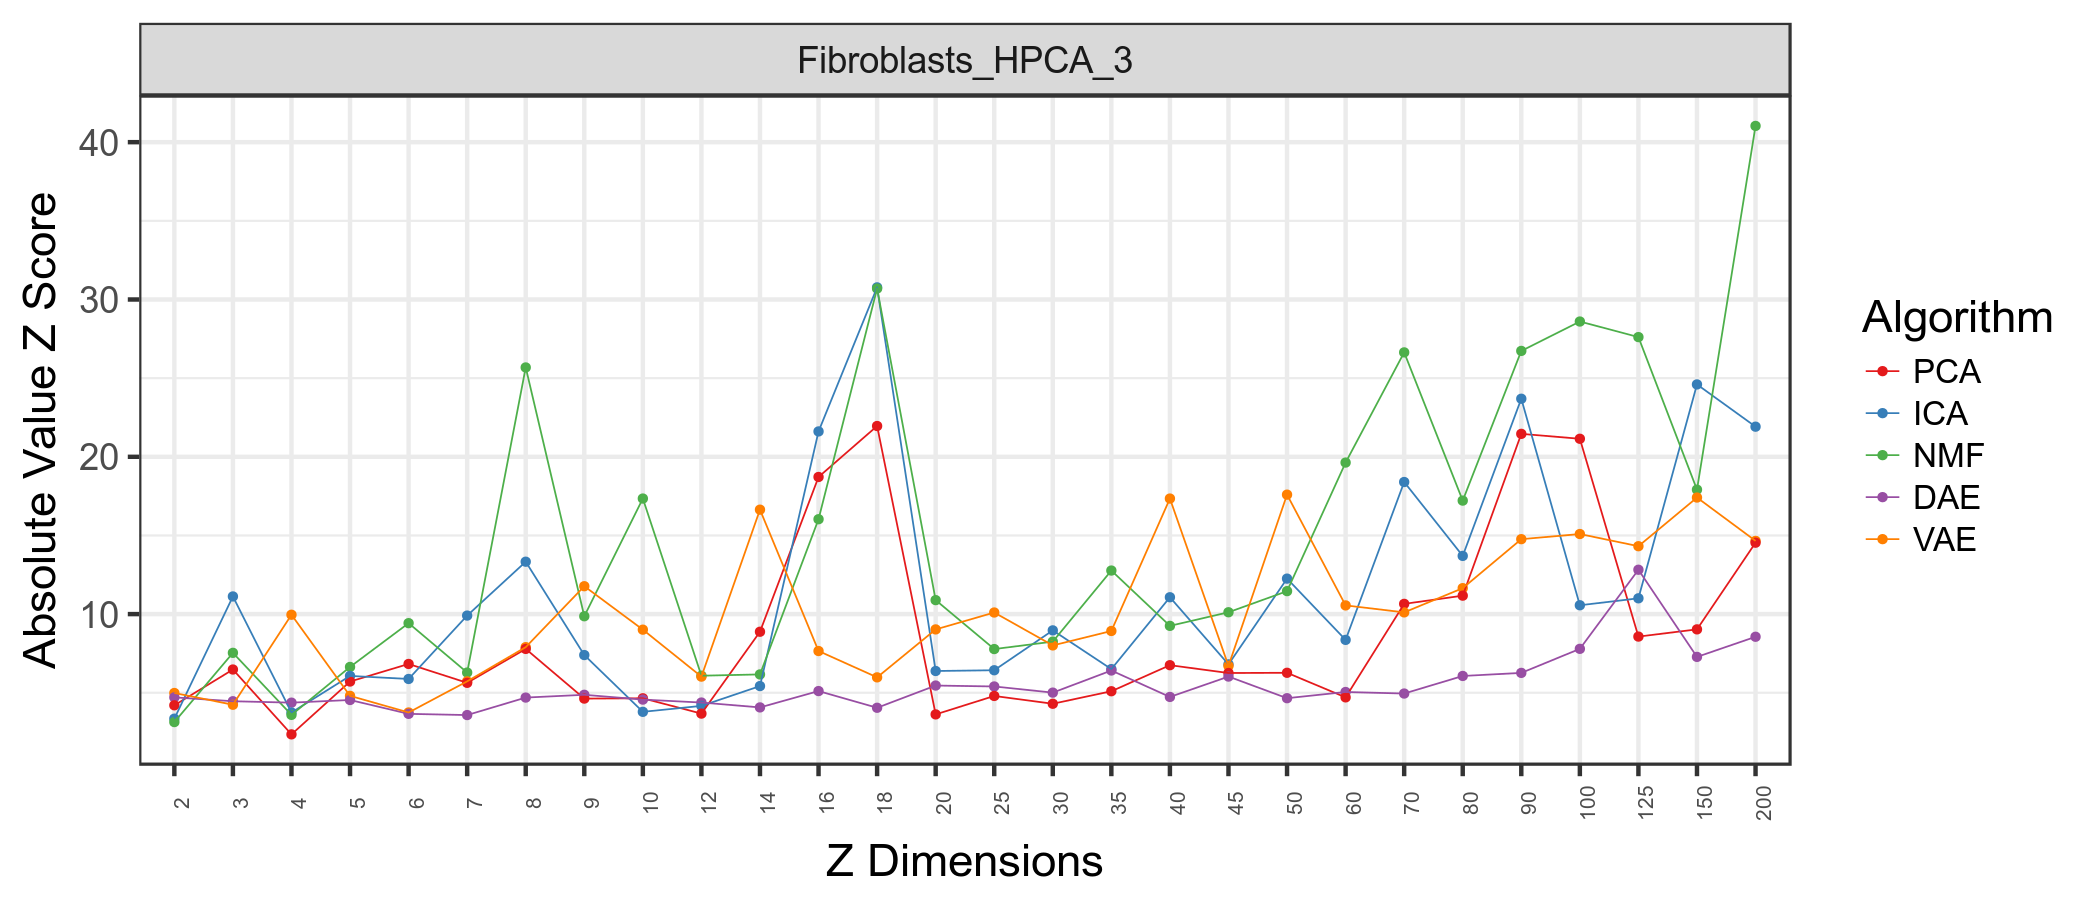 Fibroblasts_HPCA_3
Absolute Value Z Score
40
30
20
10
2 3 4 5 6 7 8 9 10 12 14 16 18 20 25 30 35 40 45 50 60 70 80 90 100 125 150 200
Z Dimensions
Algorithm
PCA
ICA
NMF
DAE
VAE